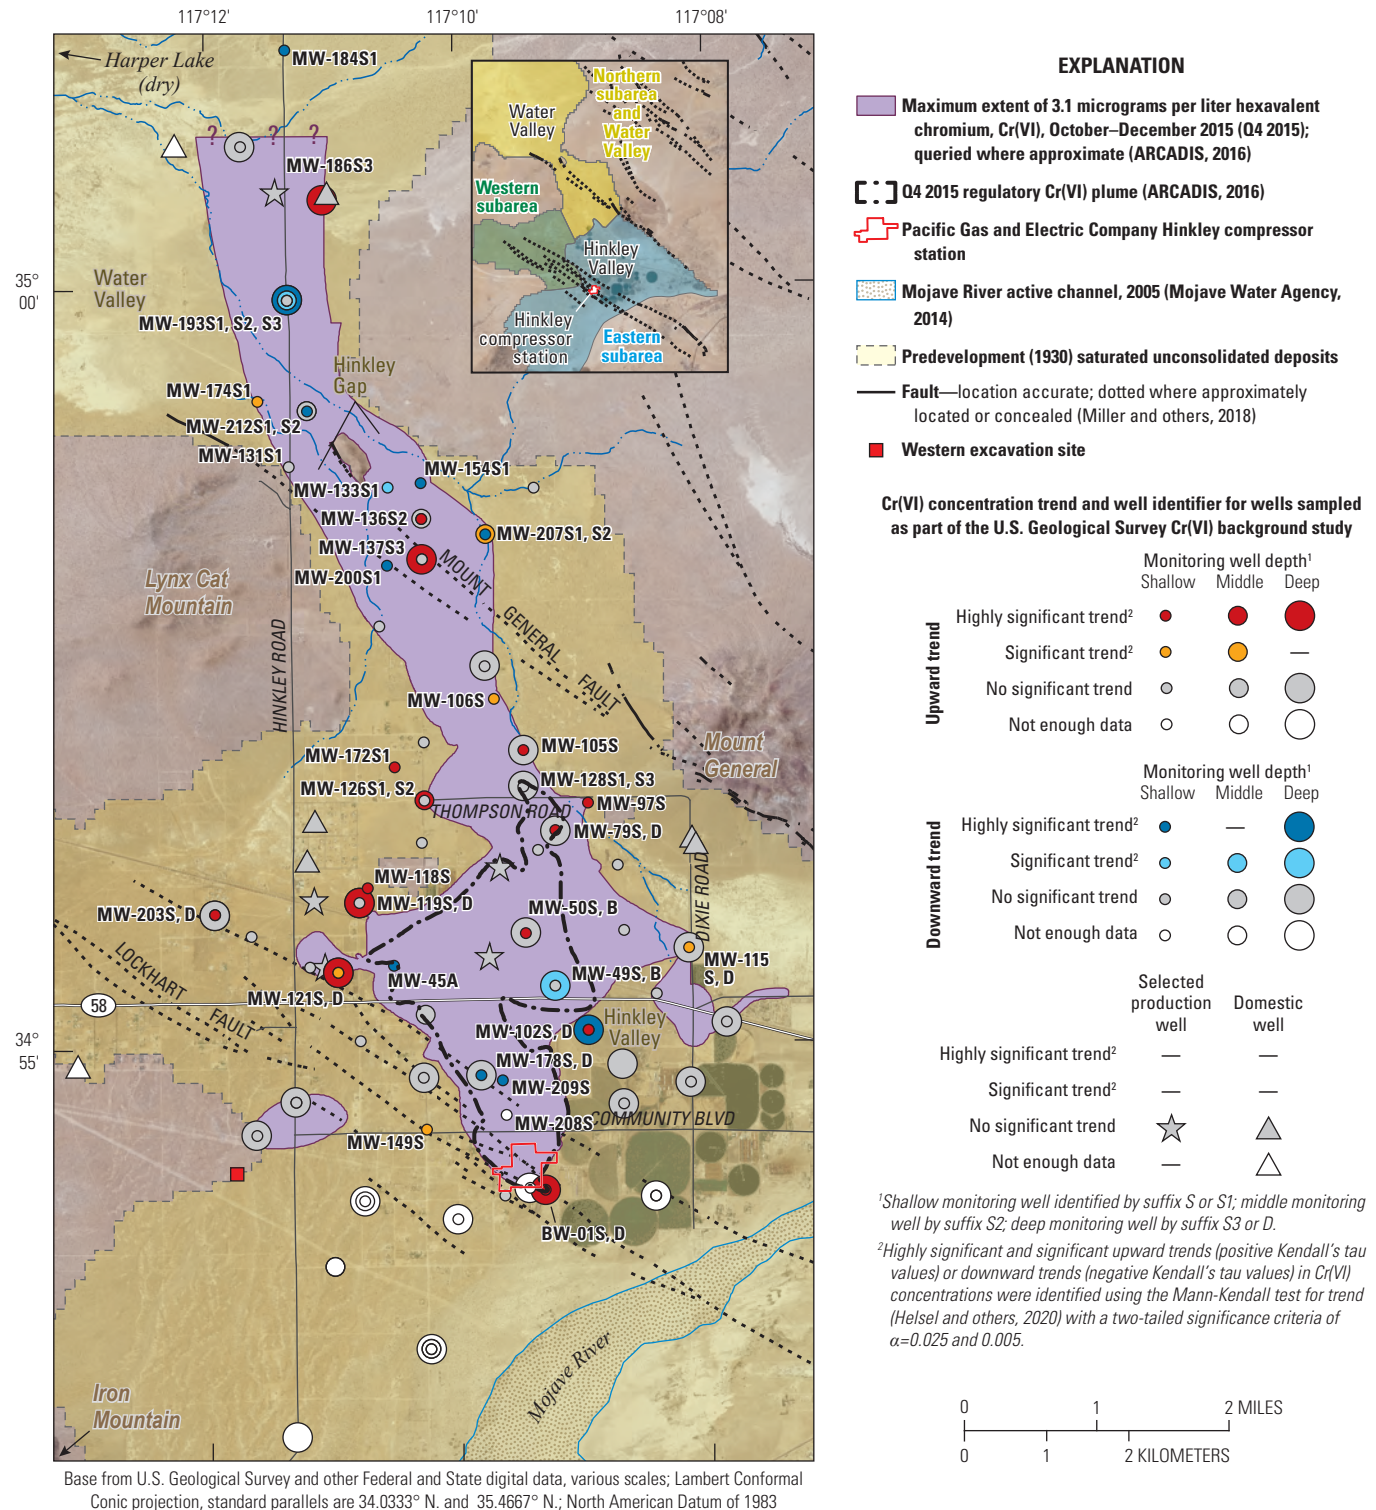 117°12'
117°10'
117°08'
Harper Lake
(dry)
MW-184S1
? ? ?
MW-186S3
Water
Valley
35°
00'
MW-193S1, S2, S3
Hinkley
Gap
MW-174S1
MW-212S1, S2
MW-131S1
MW-154S1
MW-133S1
MW-136S2
MW-207S1, S2
MW-137S3
MW-200S1
MOUNT GENERAL FAULT
Lynx Cat
Mountain
HINKLEY ROAD
MW-106S
MW-105S
Mount
General
MW-172S1
MW-128S1, S3
MW-126S1, S2
THOMPSON ROAD
MW-97S
MW-79S, D
DIXIE ROAD
MW-118S
MW-119S, D
MW-203S, D
MW-50S, B
LOCKHART FAULT
MW-115
S, D
MW-45A
MW-49S, B
MW-121S, D
58
MW-102S, D
Hinkley
Valley
34°
55'
MW-178S, D
MW-209S
MW-208S
COMMUNITY BLVD
MW-149S
BW-01S, D
Mojave River
Iron
Mountain
Northern
subarea
and
Water
Valley
Water
Valley
Western
subarea
Hinkley
Valley
Hinkley
compressor
station
Eastern
subarea
Base from U.S. Geological Survey and other Federal and State digital data, various scales; Lambert Conformal
Conic projection, standard parallels are 34.0333° N. and 35.4667° N.; North American Datum of 1983
EXPLANATION
Maximum extent of 3.1 micrograms per liter hexavalent
chromium, Cr(VI), October–December 2015 (Q4 2015);
queried where approximate (ARCADIS, 2016)
Q4 2015 regulatory Cr(VI) plume (ARCADIS, 2016)
Pacific Gas and Electric Company Hinkley compressor
station
Mojave River active channel, 2005 (Mojave Water Agency,
2014)
Predevelopment (1930) saturated unconsolidated deposits
Fault—location accurate; dotted where approximately
located or concealed (Miller and others, 2018)
Western excavation site
Cr(VI) concentration trend and well identifier for wells sampled
as part of the U.S. Geological Survey Cr(VI) background study
Monitoring well depth¹
Shallow Middle Deep
Upward trend
Highly significant trend²
Significant trend² —
No significant trend
Not enough data
Monitoring well depth¹
Shallow Middle Deep
Downward trend
Highly significant trend² —
Significant trend²
No significant trend
Not enough data
Selected
production
well
Domestic
well
Highly significant trend² — —
Significant trend² — —
No significant trend
Not enough data —
¹Shallow monitoring well identified by suffix S or S1; middle monitoring
well by suffix S2; deep monitoring well by suffix S3 or D.
²Highly significant and significant upward trends (positive Kendall's tau
values) or downward trends (negative Kendall's tau values) in Cr(VI)
concentrations were identified using the Mann-Kendall test for trend
(Helsel and others, 2020) with a two-tailed significance criteria of
α=0.025 and 0.005.
0 1 2 MILES
0 1 2 KILOMETERS